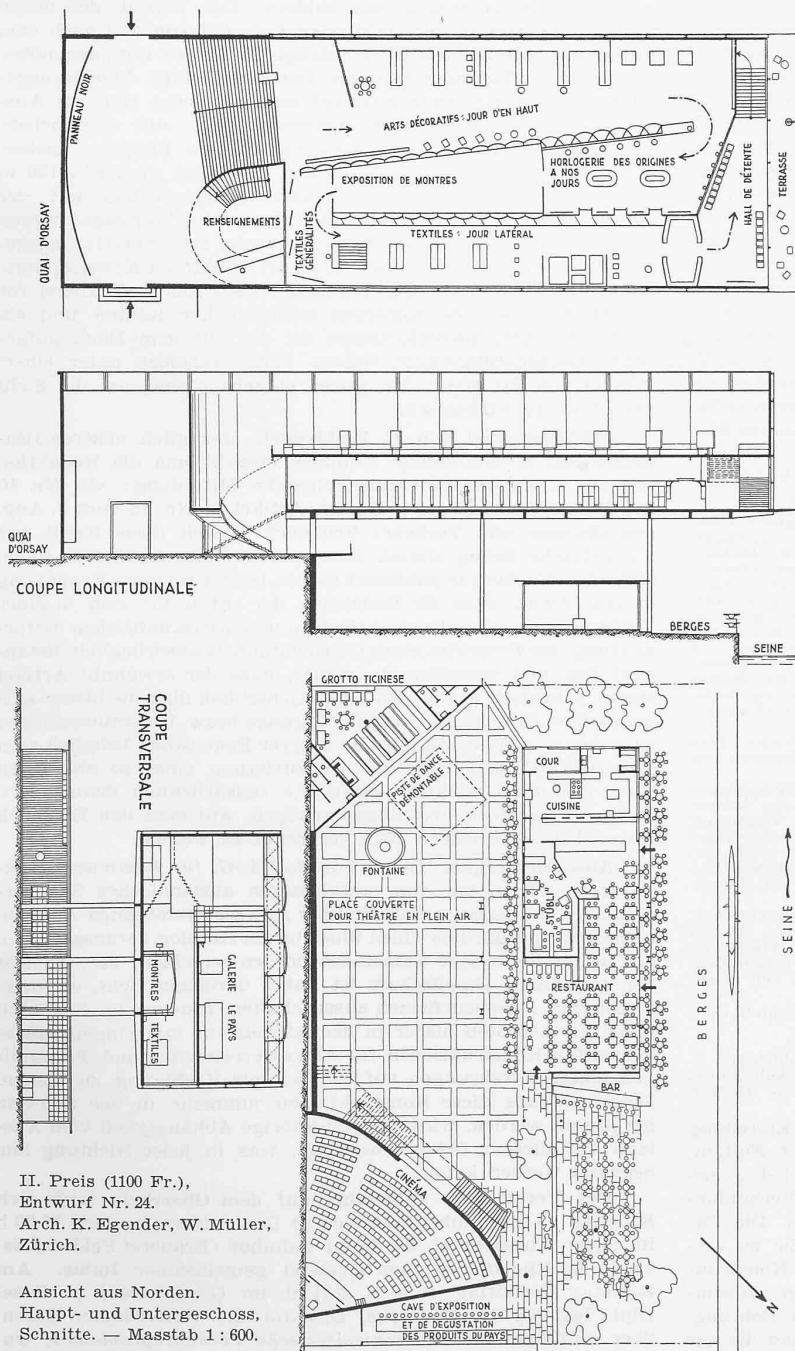 PANNEAU NOIR
QUAI D'ORSAY
RENSEIGNEMENTS
TEXTILES
GÉNÉRALITÉS
ARTS DÉCORATIFS : JOUR D'EN HAUT
EXPOSITION DE MONTRES
HORLOGERIE DES ORIGINES
A NOS
JOURS
TEXTILES : JOUR LATÉRAL
HALL DE DÉTENTE
TERRASSE
QUAI
D'ORSAY
COUPE LONGITUDINALE
BERGES
SEINE
COUPE
TRANSVERSALE
GALERIE
LE PAYS
MONTRES
TEXTILES
GROTTO TICINESE
PISTE DE DANCE
DÉMONTABLE
FONTAINE
PLACE COUVERTE
POUR THÉÂTRE EN PLEIN AIR
COUR
CUISINE
"STÜBLI"
RESTAURANT
BAR
BERGES
SEINE
CINEMA
CAVE D'EXPOSITION
ET DE DEGUSTATION
DES PRODUITS DU PAYS
N
II. Preis (1100 Fr.),
Entwurf Nr. 24.
Arch. K. Egender, W. Müller,
Zürich.
Ansicht aus Norden.
Haupt- und Untergeschoss,
Schnitte. — Masstab 1 : 600.